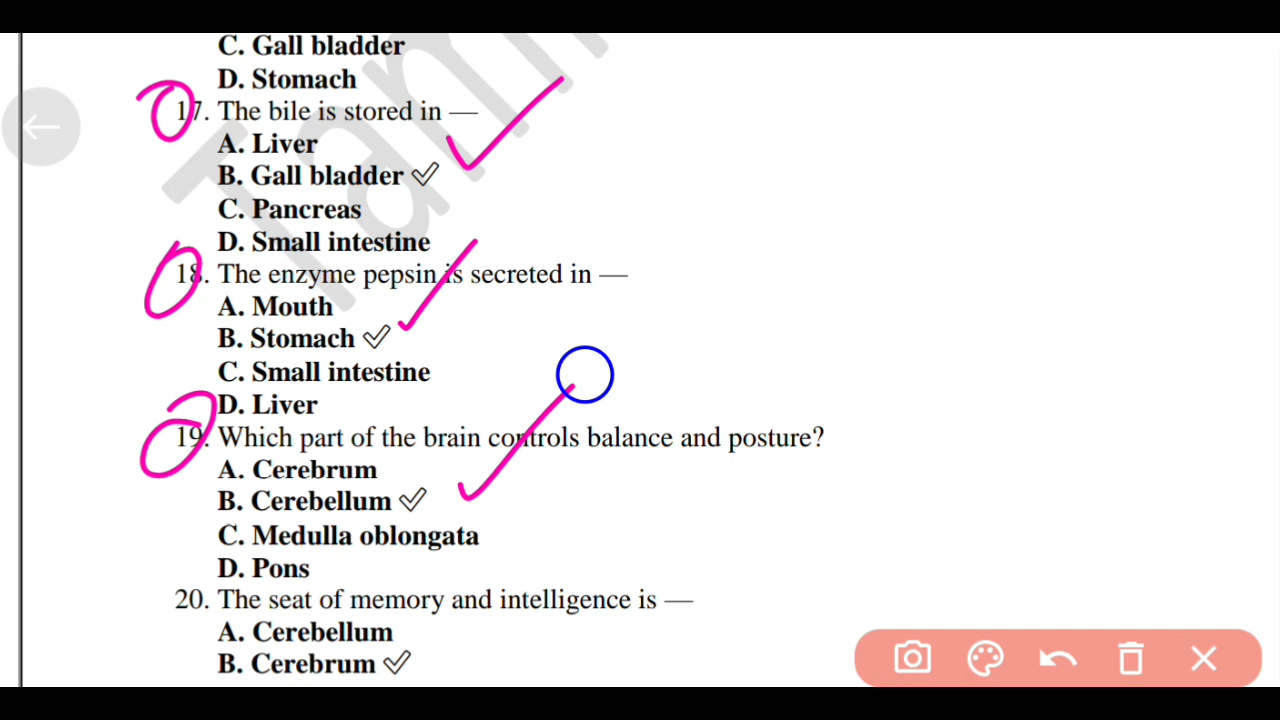 C. Gall bladder
D. Stomach
17. The bile is stored in —
A. Liver
B. Gall bladder ✓
C. Pancreas
D. Small intestine
18. The enzyme pepsin is secreted in —
A. Mouth
B. Stomach ✓
C. Small intestine
D. Liver
19. Which part of the brain controls balance and posture?
A. Cerebrum
B. Cerebellum ✓
C. Medulla oblongata
D. Pons
20. The seat of memory and intelligence is —
A. Cerebellum
B. Cerebrum ✓